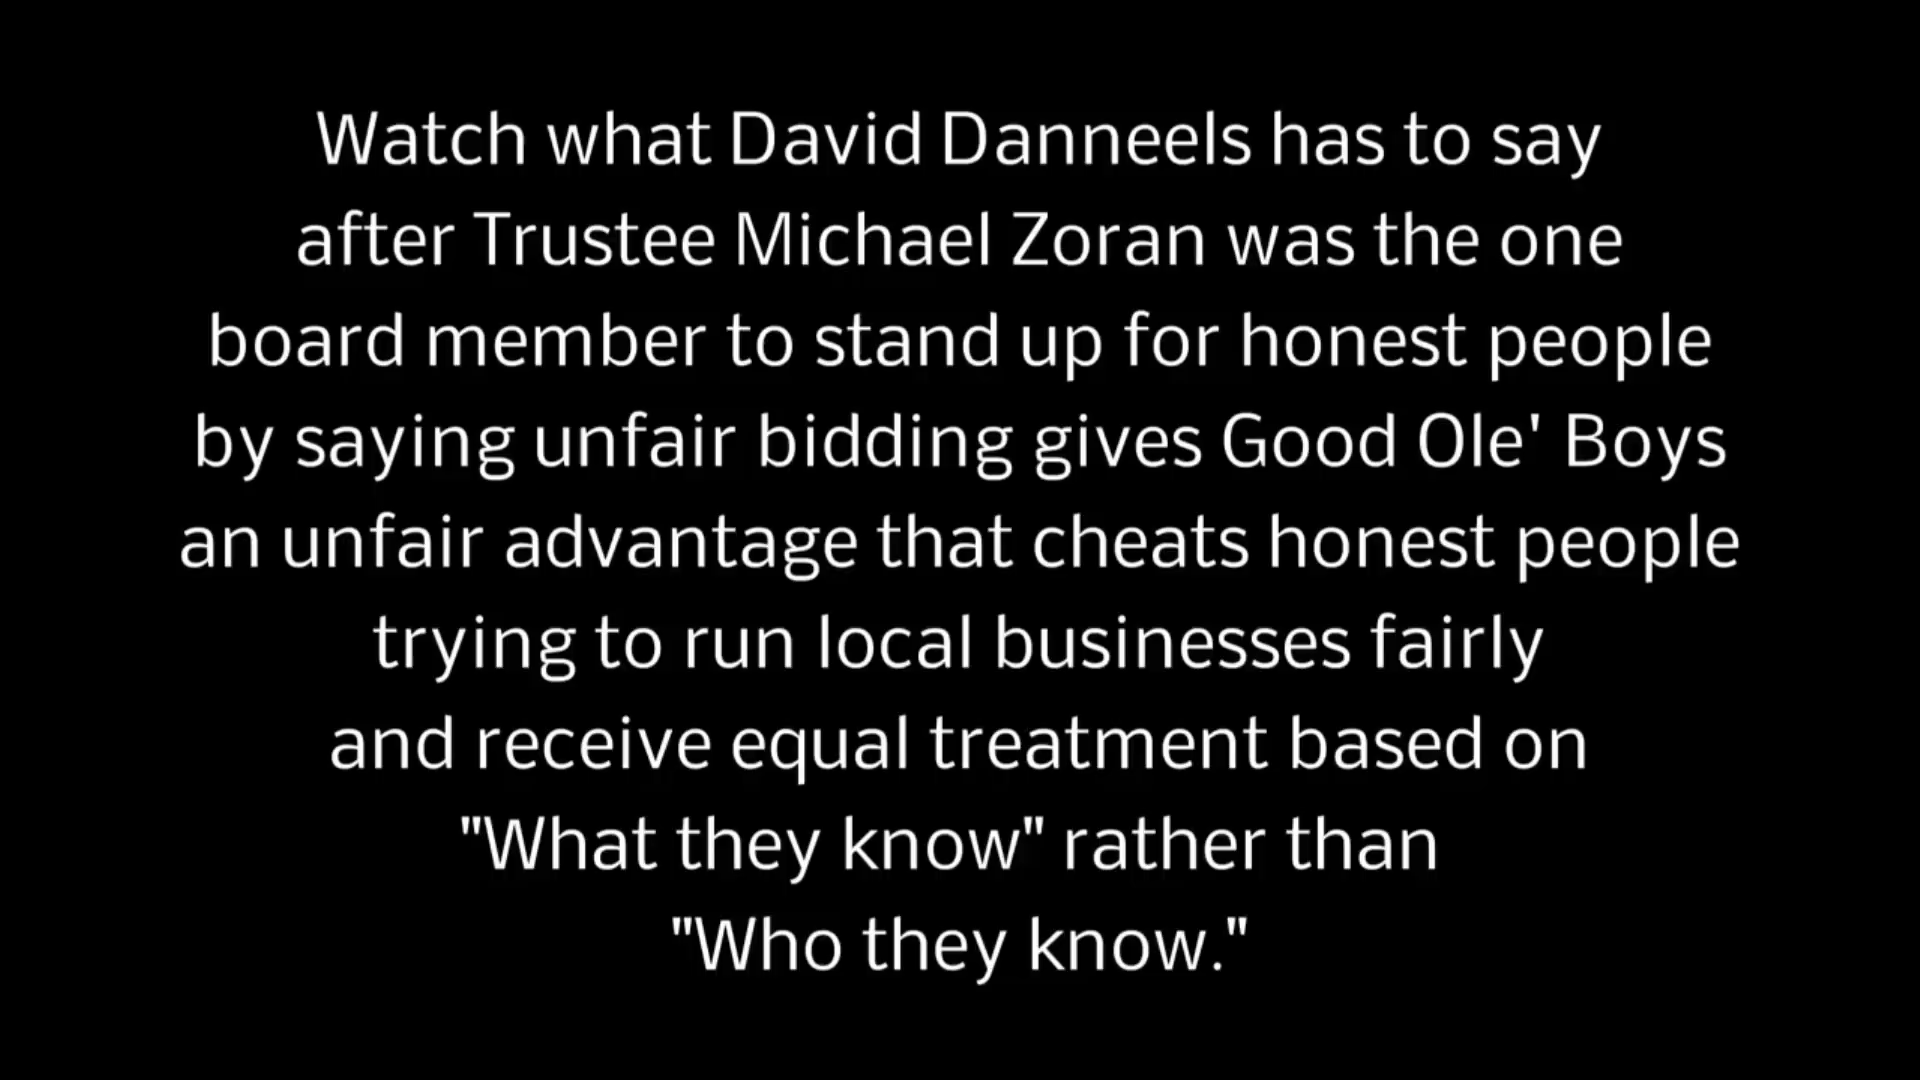 Watch what David Danneels has to say
after Trustee Michael Zoran was the one
board member to stand up for honest people
by saying unfair bidding gives Good Ole' Boys
an unfair advantage that cheats honest people
trying to run local businesses fairly
and receive equal treatment based on
"What they know" rather than
"Who they know."